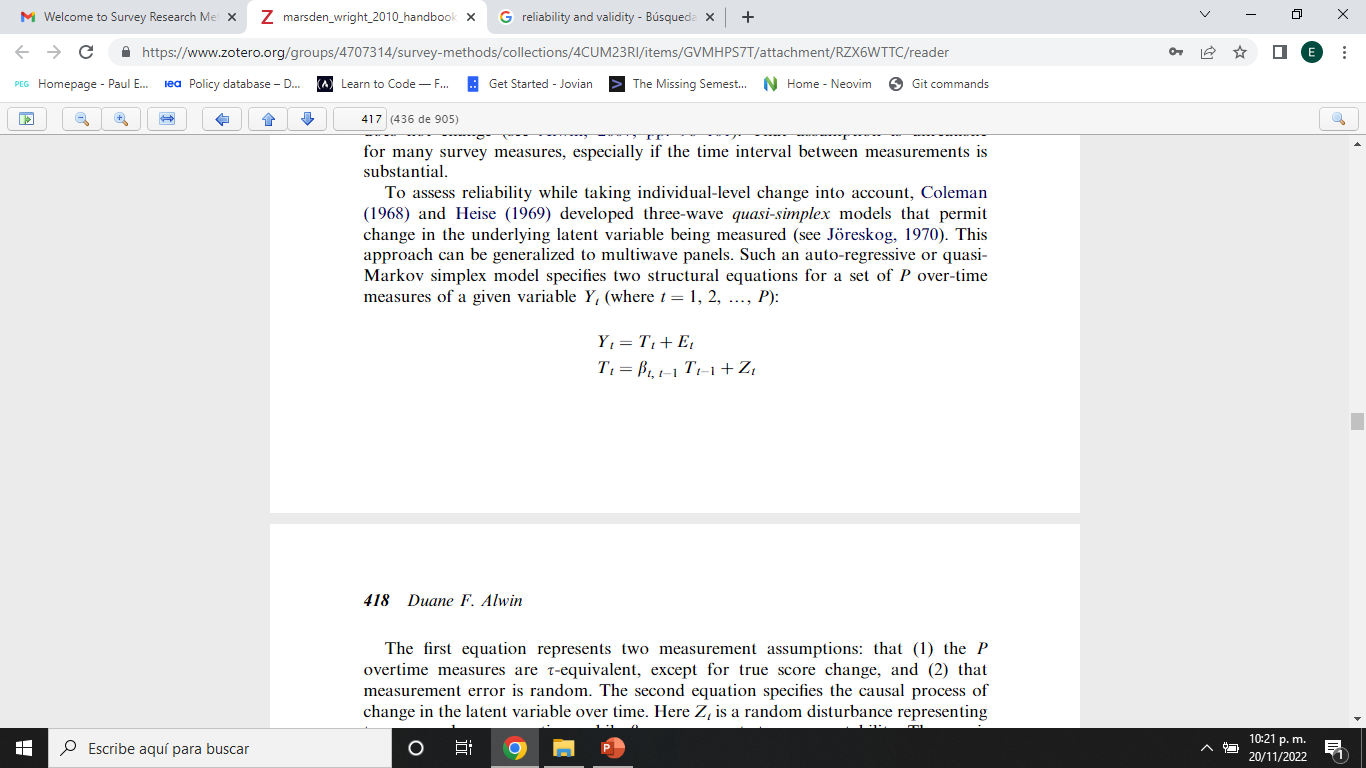 Welcome to Survey Research Me
marsden_wright_2010_handbook
reliability and validity - Búsqueda
https://www.zotero.org/groups/4707314/survey-methods/collections/4CUM23RI/items/GVMHPS7T/attachment/RZX6WTTC/reader
E
PEG Homepage - Paul E...
iea Policy database – D...
(A) Learn to Code — F...
Get Started - Jovian
The Missing Semest...
Home - Neovim
Git commands
417 (436 de 905)
for many survey measures, especially if the time interval between measurements is
substantial.
To assess reliability while taking individual-level change into account, Coleman
(1968) and Heise (1969) developed three-wave quasi-simplex models that permit
change in the underlying latent variable being measured (see Jöreskog, 1970). This
approach can be generalized to multiwave panels. Such an auto-regressive or quasi-
Markov simplex model specifies two structural equations for a set of P over-time
measures of a given variable Yt (where t = 1, 2, …, P):
Yt = Tt + Et
Tt = βt, t−1 Tt−1 + Zt
418 Duane F. Alwin
The first equation represents two measurement assumptions: that (1) the P
overtime measures are τ-equivalent, except for true score change, and (2) that
measurement error is random. The second equation specifies the causal process of
change in the latent variable over time. Here Zt is a random disturbance representing
Escribe aquí para buscar
10:21 p. m.
20/11/2022
1